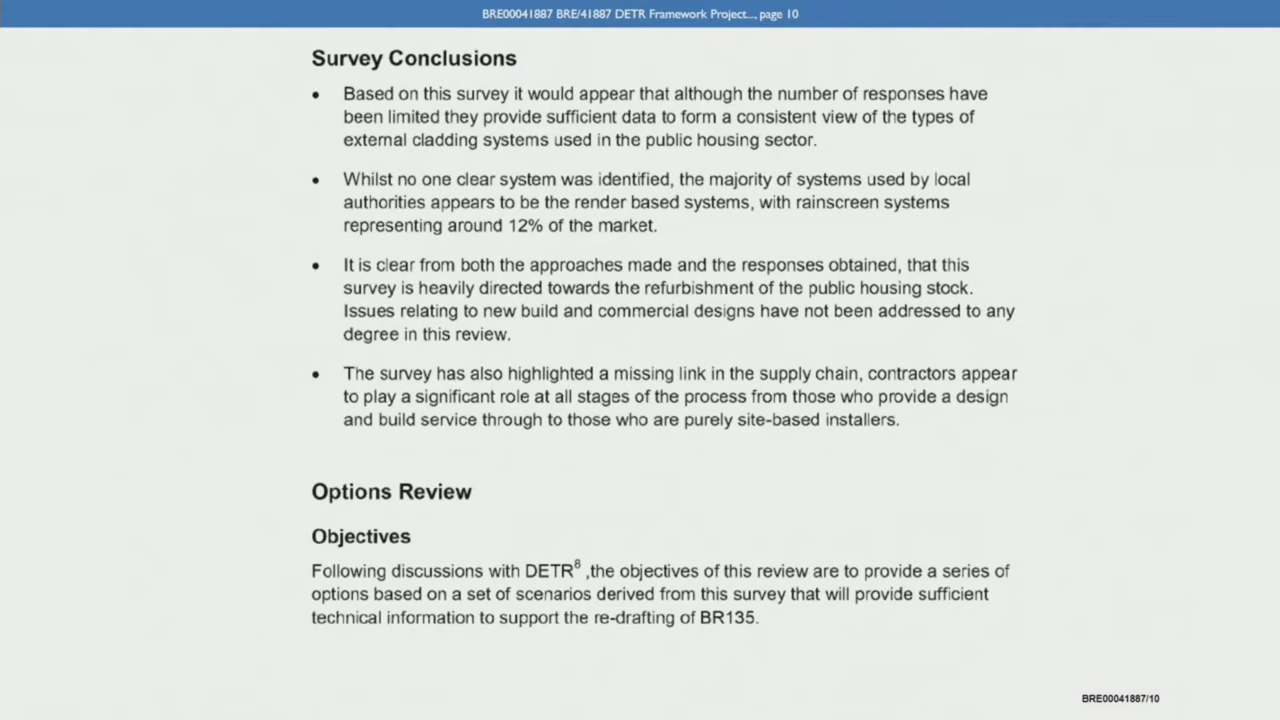 BRE00041887 BRE/41887 DETR Framework Project..., page 10
Survey Conclusions
• Based on this survey it would appear that although the number of responses have
been limited they provide sufficient data to form a consistent view of the types of
external cladding systems used in the public housing sector.
• Whilst no one clear system was identified, the majority of systems used by local
authorities appears to be the render based systems, with rainscreen systems
representing around 12% of the market.
• It is clear from both the approaches made and the responses obtained, that this
survey is heavily directed towards the refurbishment of the public housing stock.
Issues relating to new build and commercial designs have not been addressed to any
degree in this review.
• The survey has also highlighted a missing link in the supply chain, contractors appear
to play a significant role at all stages of the process from those who provide a design
and build service through to those who are purely site-based installers.
Options Review
Objectives
Following discussions with DETR⁸ ,the objectives of this review are to provide a series of
options based on a set of scenarios derived from this survey that will provide sufficient
technical information to support the re-drafting of BR135.
BRE00041887/10